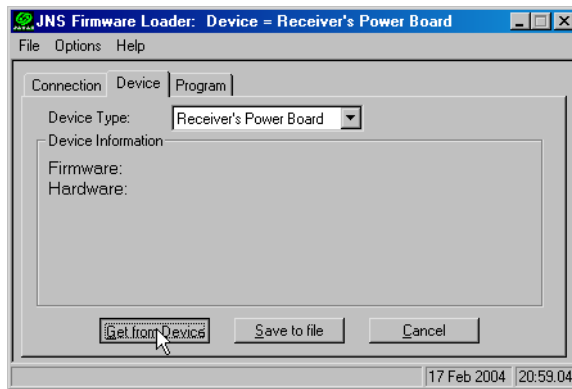 JNS Firmware Loader: Device = Receiver's Power Board
File Options Help
Connection Device Program
Device Type: Receiver's Power Board
Device Information
Firmware:
Hardware:
Get from Device Save to file Cancel
17 Feb 2004 20:59.04